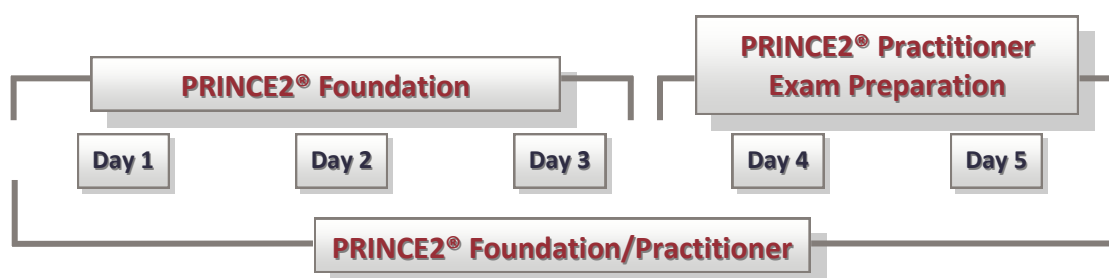 PRINCE2® Foundation
PRINCE2® Practitioner
Exam Preparation
Day 1
Day 2
Day 3
Day 4
Day 5
PRINCE2® Foundation/Practitioner